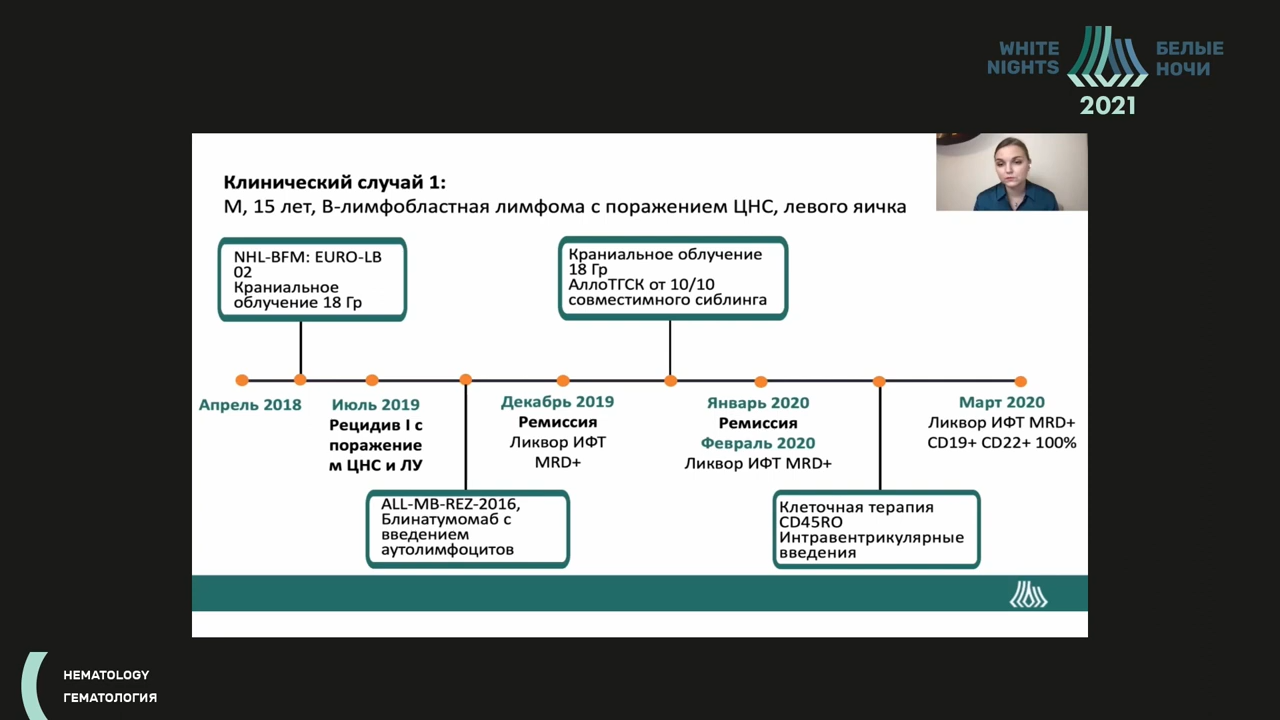 WHITE
NIGHTS
БЕЛЫЕ
НОЧИ
2021
Клинический случай 1:
М, 15 лет, В-лимфобластная лимфома с поражением ЦНС, левого яичка
NHL-BFM: EURO-LB
02
Краниальное
облучение 18 Гр
Краниальное облучение
18 Гр
АллоТГСК от 10/10
совместимного сиблинга
Апрель 2018
Июль 2019
Рецидив I с
поражение
м ЦНС и ЛУ
Декабрь 2019
Ремиссия
Ликвор ИФТ
MRD+
Январь 2020
Ремиссия
Февраль 2020
Ликвор ИФТ MRD+
Март 2020
Ликвор ИФТ MRD+
CD19+ CD22+ 100%
ALL-MB-REZ-2016,
Блинатумомаб с
введением
аутолимфоцитов
Клеточная терапия
CD45RO
Интравентрикулярные
введения
HEMATOLOGY
ГЕМАТОЛОГИЯ